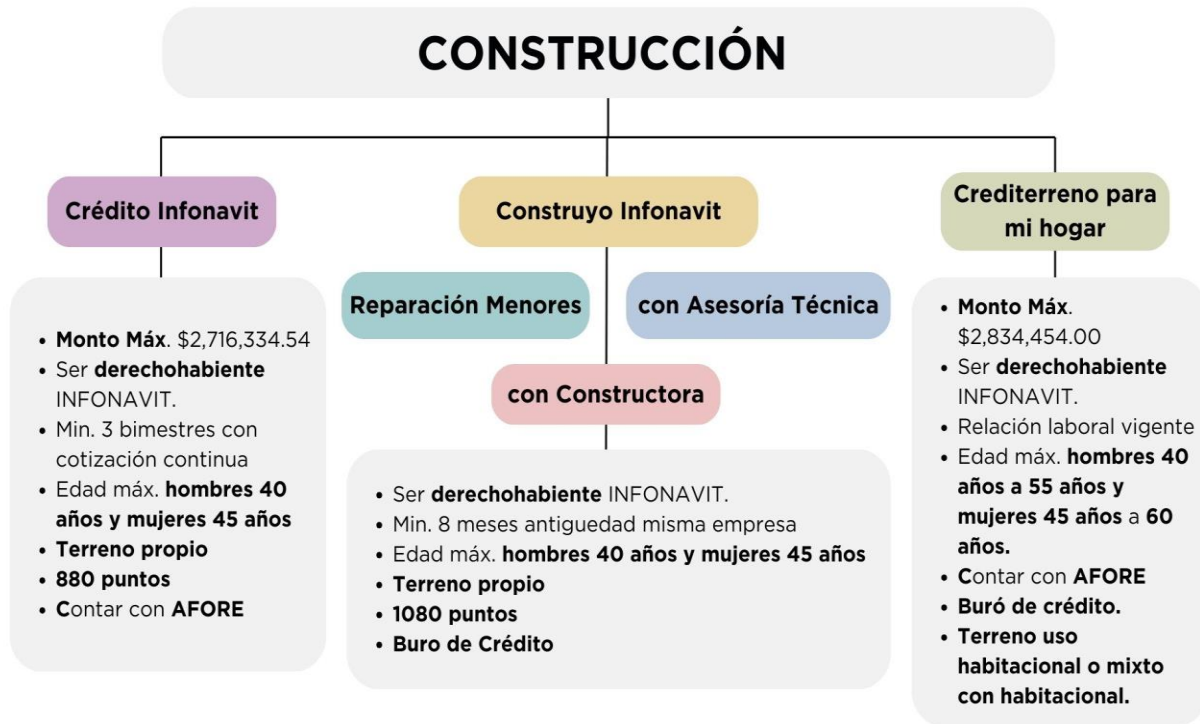 CONSTRUCCIÓN
Crédito Infonavit
• Monto Máx. $2,716,334.54
• Ser derechohabiente
INFONAVIT.
• Min. 3 bimestres con
cotización continua
• Edad máx. hombres 40
años y mujeres 45 años
• Terreno propio
• 880 puntos
• Contar con AFORE
Construyo Infonavit
Reparación Menores
con Asesoría Técnica
con Constructora
• Ser derechohabiente INFONAVIT.
• Min. 8 meses antiguedad misma empresa
• Edad máx. hombres 40 años y mujeres 45 años
• Terreno propio
• 1080 puntos
• Buro de Crédito
Crediterreno para
mi hogar
• Monto Máx.
$2,834,454.00
• Ser derechohabiente
INFONAVIT.
• Relación laboral vigente
• Edad máx. hombres 40
años a 55 años y
mujeres 45 años a 60
años.
• Contar con AFORE
• Buró de crédito.
• Terreno uso
habitacional o mixto
con habitacional.